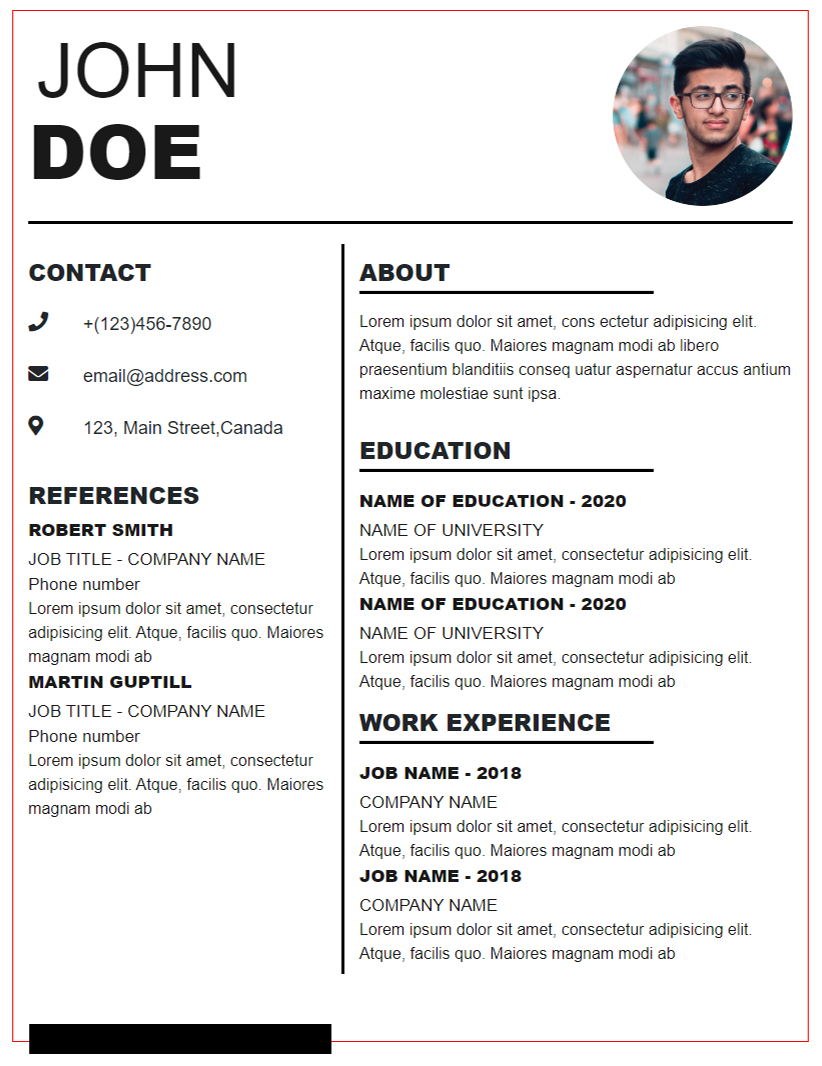 JOHN
DOE
CONTACT
+(123)456-7890
email@address.com
123, Main Street,Canada
REFERENCES
ROBERT SMITH
JOB TITLE - COMPANY NAME
Phone number
Lorem ipsum dolor sit amet, consectetur
adipisicing elit. Atque, facilis quo. Maiores
magnam modi ab
MARTIN GUPTILL
JOB TITLE - COMPANY NAME
Phone number
Lorem ipsum dolor sit amet, consectetur
adipisicing elit. Atque, facilis quo. Maiores
magnam modi ab
ABOUT
Lorem ipsum dolor sit amet, cons ectetur adipisicing elit.
Atque, facilis quo. Maiores magnam modi ab libero
praesentium blanditiis conseq uatur aspernatur accus antium
maxime molestiae sunt ipsa.
EDUCATION
NAME OF EDUCATION - 2020
NAME OF UNIVERSITY
Lorem ipsum dolor sit amet, consectetur adipisicing elit.
Atque, facilis quo. Maiores magnam modi ab
NAME OF EDUCATION - 2020
NAME OF UNIVERSITY
Lorem ipsum dolor sit amet, consectetur adipisicing elit.
Atque, facilis quo. Maiores magnam modi ab
WORK EXPERIENCE
JOB NAME - 2018
COMPANY NAME
Lorem ipsum dolor sit amet, consectetur adipisicing elit.
Atque, facilis quo. Maiores magnam modi ab
JOB NAME - 2018
COMPANY NAME
Lorem ipsum dolor sit amet, consectetur adipisicing elit.
Atque, facilis quo. Maiores magnam modi ab